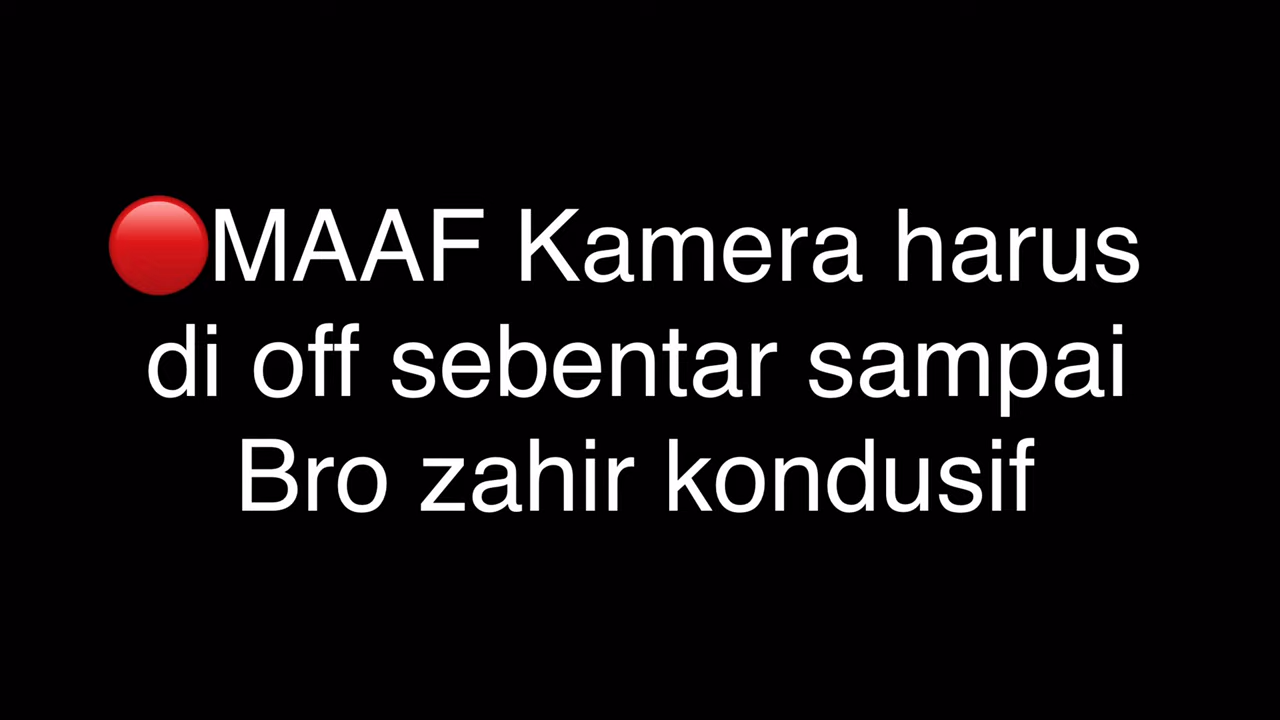 🔴MAAF Kamera harus
di off sebentar sampai
Bro zahir kondusif